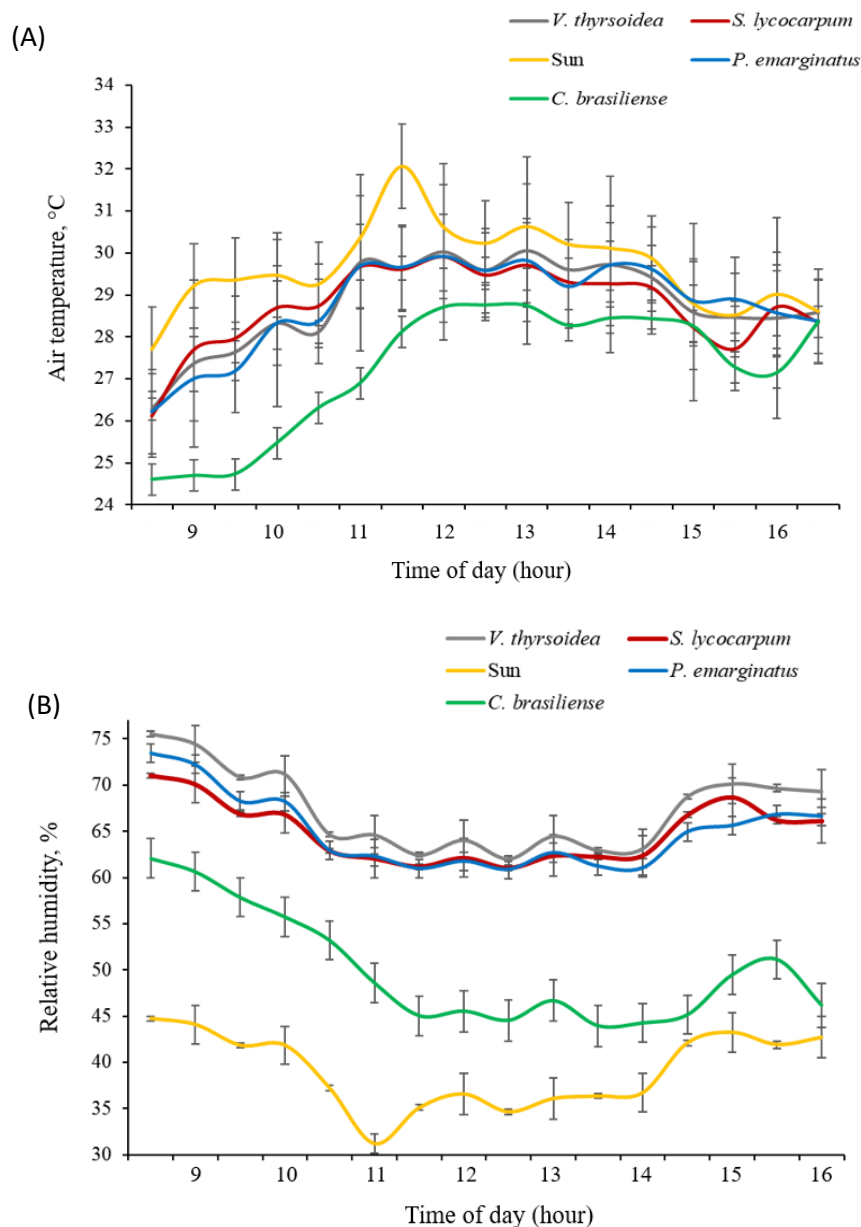 (A)
V. thyrsoidea S. lycocarpum
Sun P. emarginatus
C. brasiliense
34
33
32
31
30
29
28
27
26
25
24
Air temperature, °C
9 10 11 12 13 14 15 16
Time of day (hour)
V. thyrsoidea S. lycocarpum
Sun P. emarginatus
C. brasiliense
(B)
75
70
65
60
55
50
45
40
35
30
Relative humidity, %
9 10 11 12 13 14 15 16
Time of day (hour)